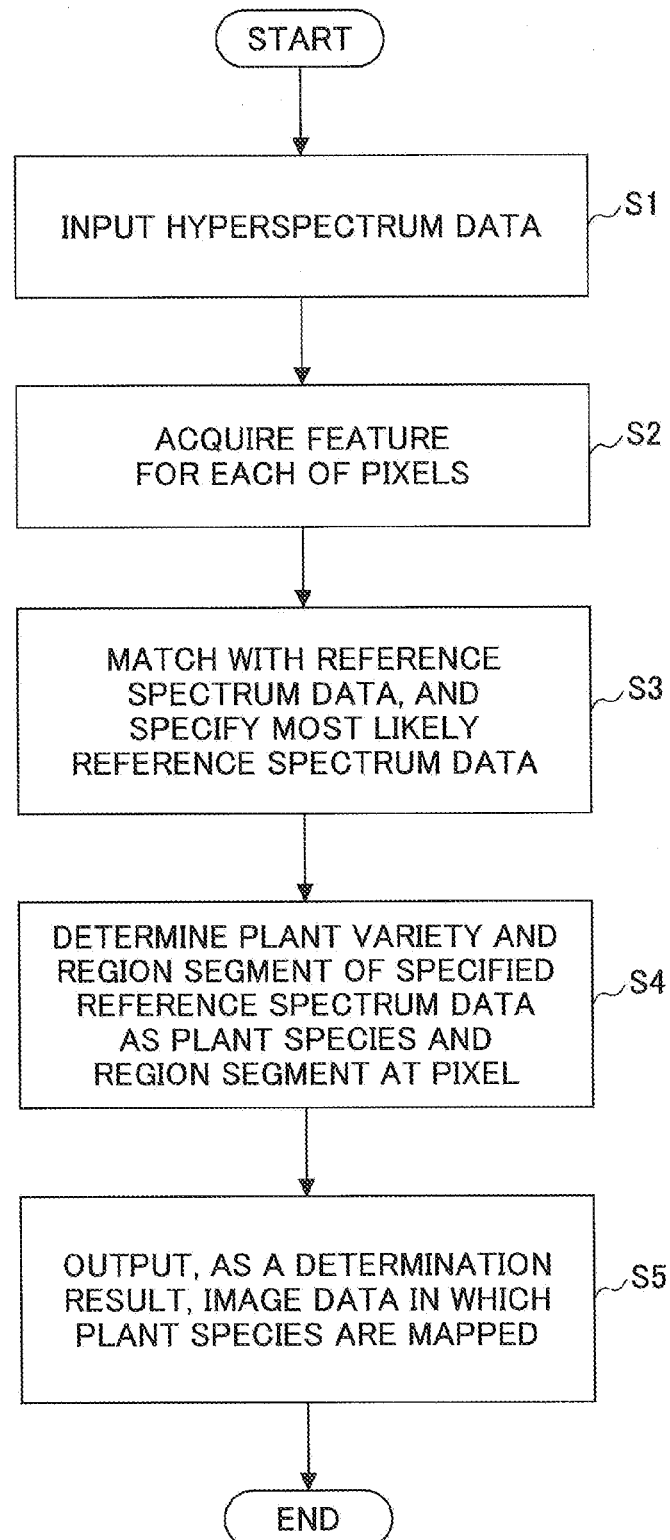 START
INPUT HYPERSPECTRUM DATA
S1
ACQUIRE FEATURE
FOR EACH OF PIXELS
S2
MATCH WITH REFERENCE
SPECTRUM DATA, AND
SPECIFY MOST LIKELY
REFERENCE SPECTRUM DATA
S3
DETERMINE PLANT VARIETY AND
REGION SEGMENT OF SPECIFIED
REFERENCE SPECTRUM DATA
AS PLANT SPECIES AND
REGION SEGMENT AT PIXEL
S4
OUTPUT, AS A DETERMINATION
RESULT, IMAGE DATA IN WHICH
PLANT SPECIES ARE MAPPED
S5
END